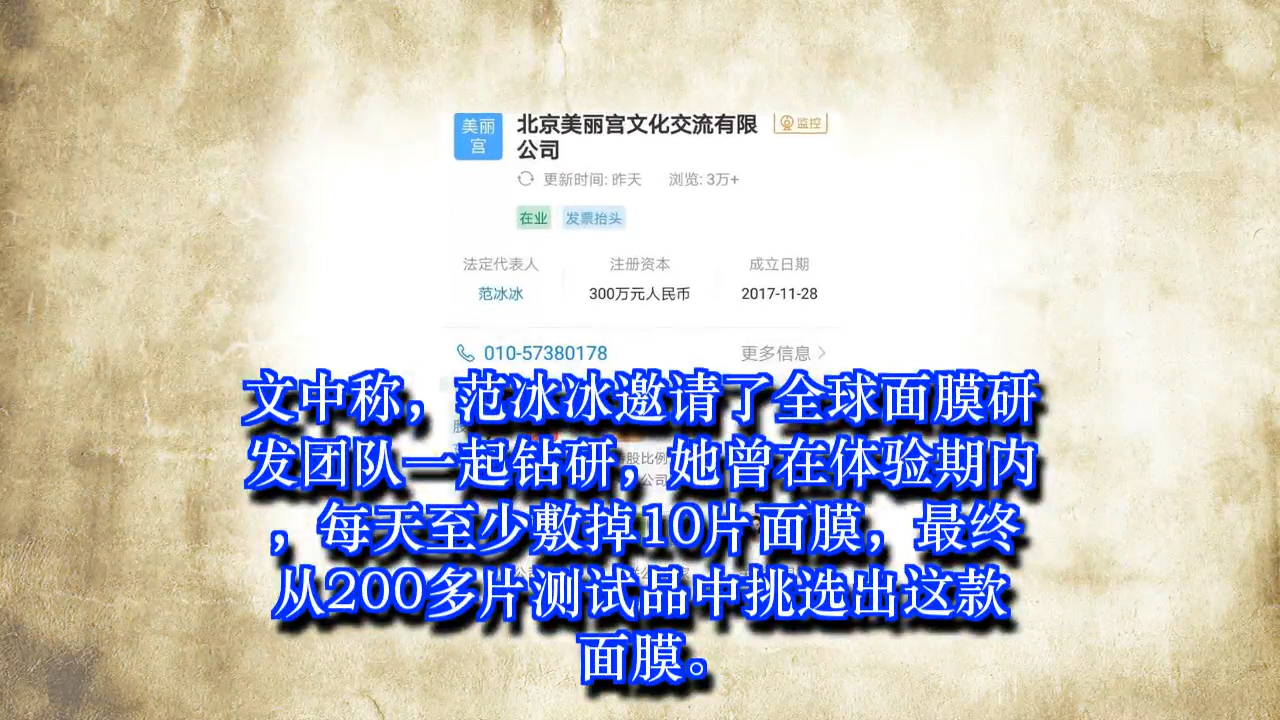 美丽
宫
北京美丽宫文化交流有限
公司
监控
更新时间: 昨天 浏览: 3万+
在业 发票抬头
法定代表人 注册资本 成立日期
范冰冰 300万元人民币 2017-11-28
010-57380178 更多信息
文中称，范冰冰邀请了全球面膜研
发团队一起钻研，她曾在体验期内
，每天至少敷掉10片面膜，最终
从200多片测试品中挑选出这款
面膜。